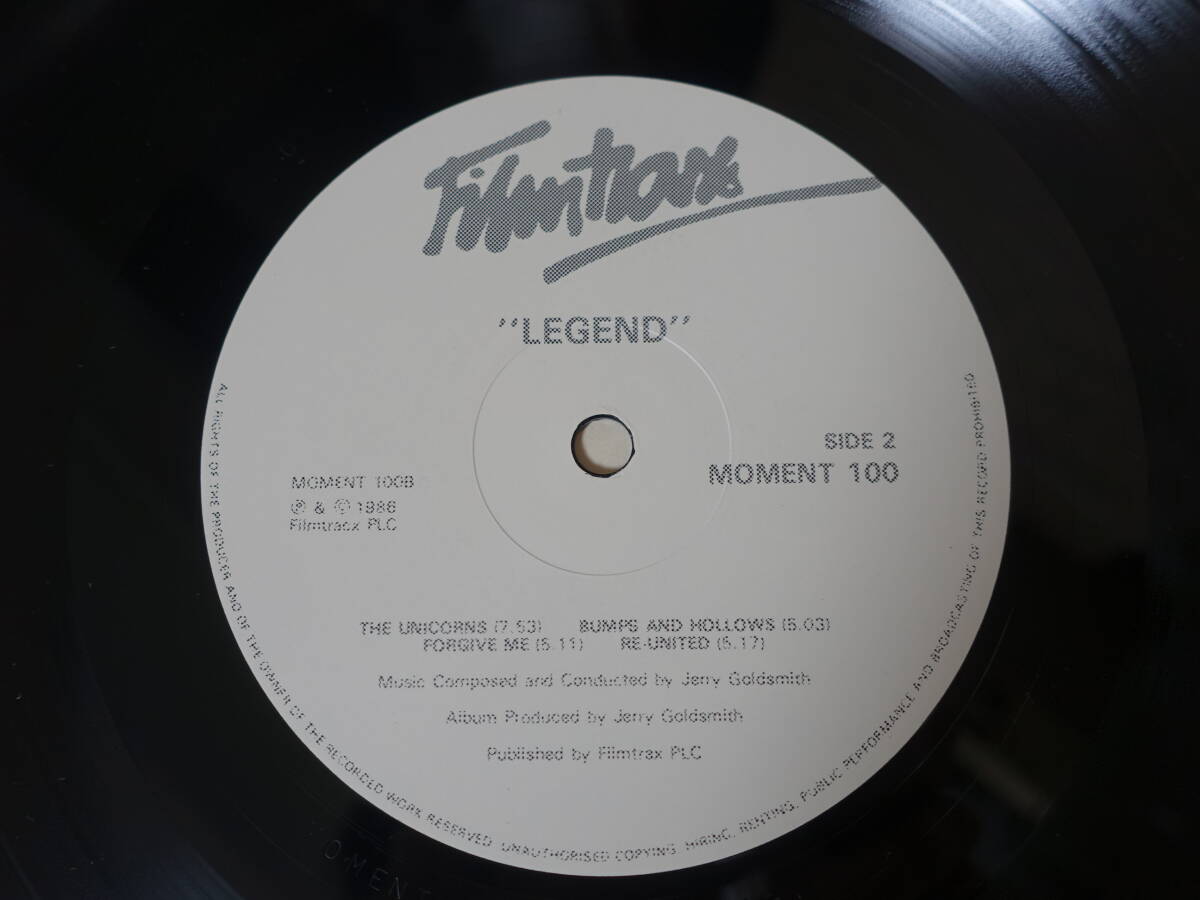 Filmtrax
"LEGEND"
SIDE 2
MOMENT 100
MOMENT 100B
Ⓟ & © 1986
Filmtracx PLC
THE UNICORNS (7.53) BUMPS AND HOLLOWS (5.03)
FORGIVE ME (5.11) RE-UNITED (5.17)
Music Composed and Conducted by Jerry Goldsmith
Album Produced by Jerry Goldsmith
Published by Filmtrax PLC
ALL RIGHTS OF THE PRODUCER AND OF THE OWNER OF THE RECORDED WORK RESERVED. UNAUTHORISED COPYING, HIRING, RENTING, PUBLIC PERFORMANCE AND BROADCASTING OF THIS RECORD PROHIBITED
OMENT